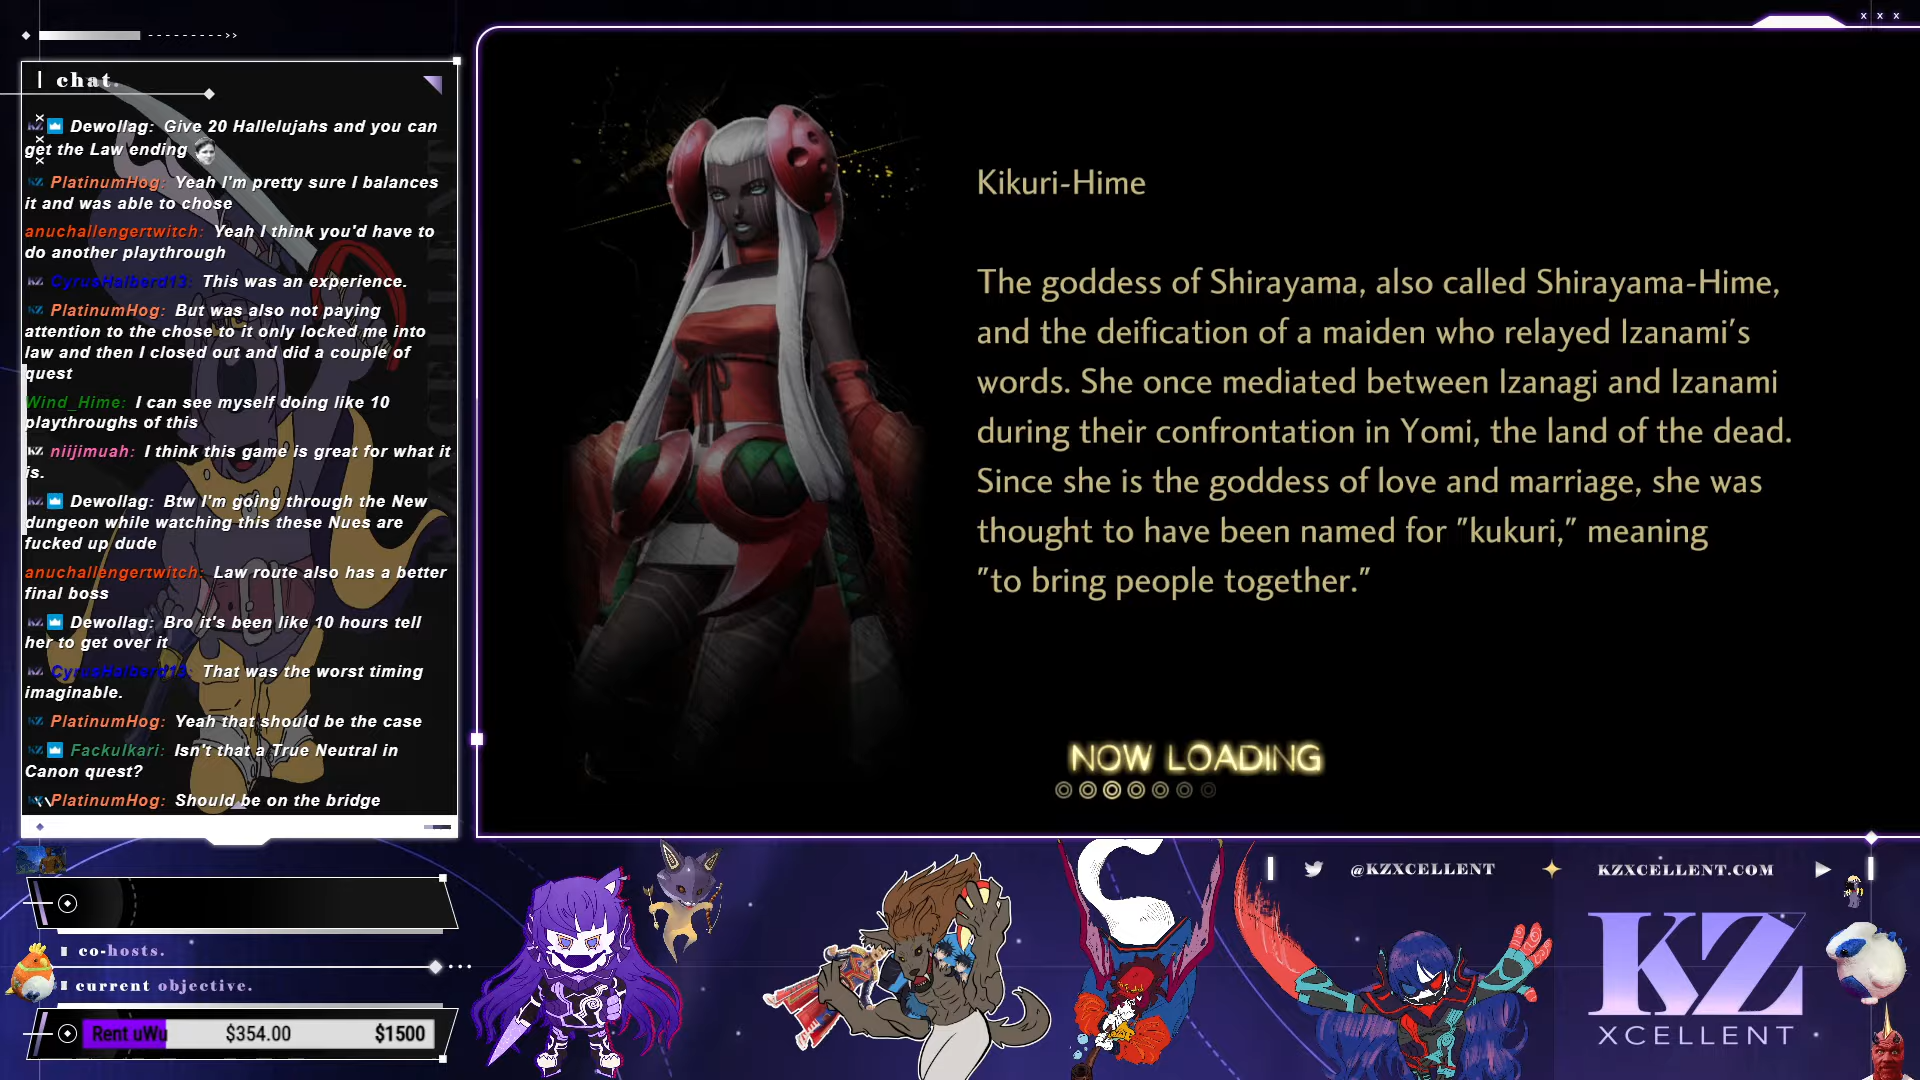 x x x
chat.
Dewollag: Give 20 Hallelujahs and you can
get the Law ending
PlatinumHog: Yeah I'm pretty sure I balances
it and was able to chose
anuchallengertwitch: Yeah I think you'd have to
do another playthrough
CyrusHalberd13: This was an experience.
PlatinumHog: But was also not paying
attention to the chose to it only locked me into
law and then I closed out and did a couple of
quest
Wind_Hime: I can see myself doing like 10
playthroughs of this
niijimuah: I think this game is great for what it
is.
Dewollag: Btw I'm going through the New
dungeon while watching this these Nues are
fucked up dude
anuchallengertwitch: Law route also has a better
final boss
Dewollag: Bro it's been like 10 hours tell
her to get over it
CyrusHalberd13: That was the worst timing
imaginable.
PlatinumHog: Yeah that should be the case
FackuIkari: Isn't that a True Neutral in
Canon quest?
PlatinumHog: Should be on the bridge
Kikuri-Hime
The goddess of Shirayama, also called Shirayama-Hime,
and the deification of a maiden who relayed Izanami's
words. She once mediated between Izanagi and Izanami
during their confrontation in Yomi, the land of the dead.
Since she is the goddess of love and marriage, she was
thought to have been named for "kukuri," meaning
"to bring people together."
NOW LOADING
co-hosts.
current objective.
Rent uWu $354.00 $1500
@KZXCELLENT KZXCELLENT.COM
KZ
XCELLENT